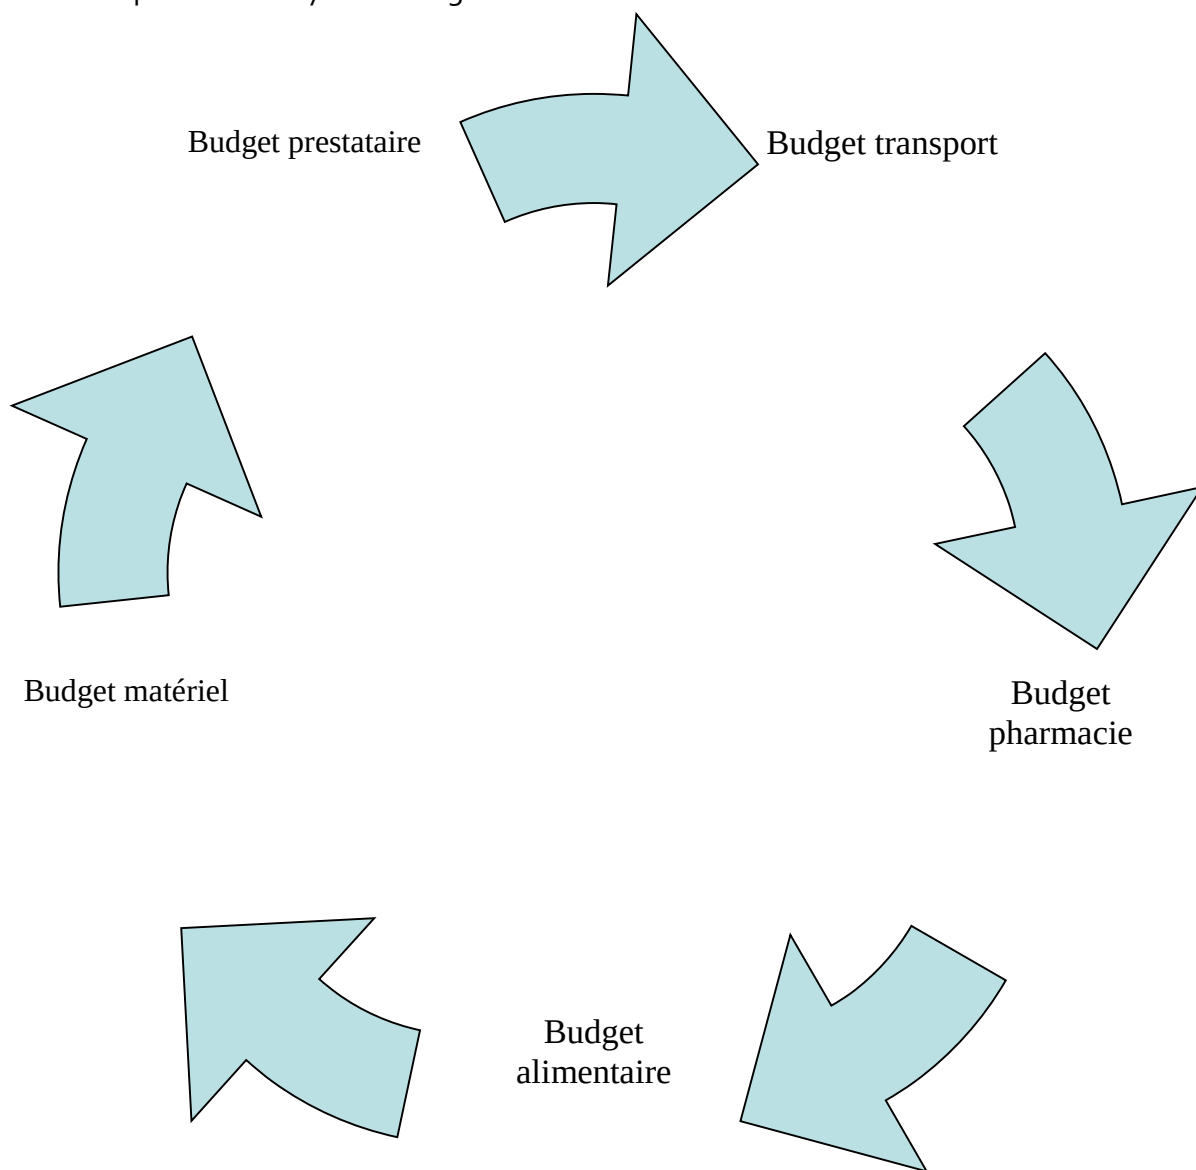 Budget prestataire
Budget transport
Budget matériel
Budget
pharmacie
Budget
alimentaire